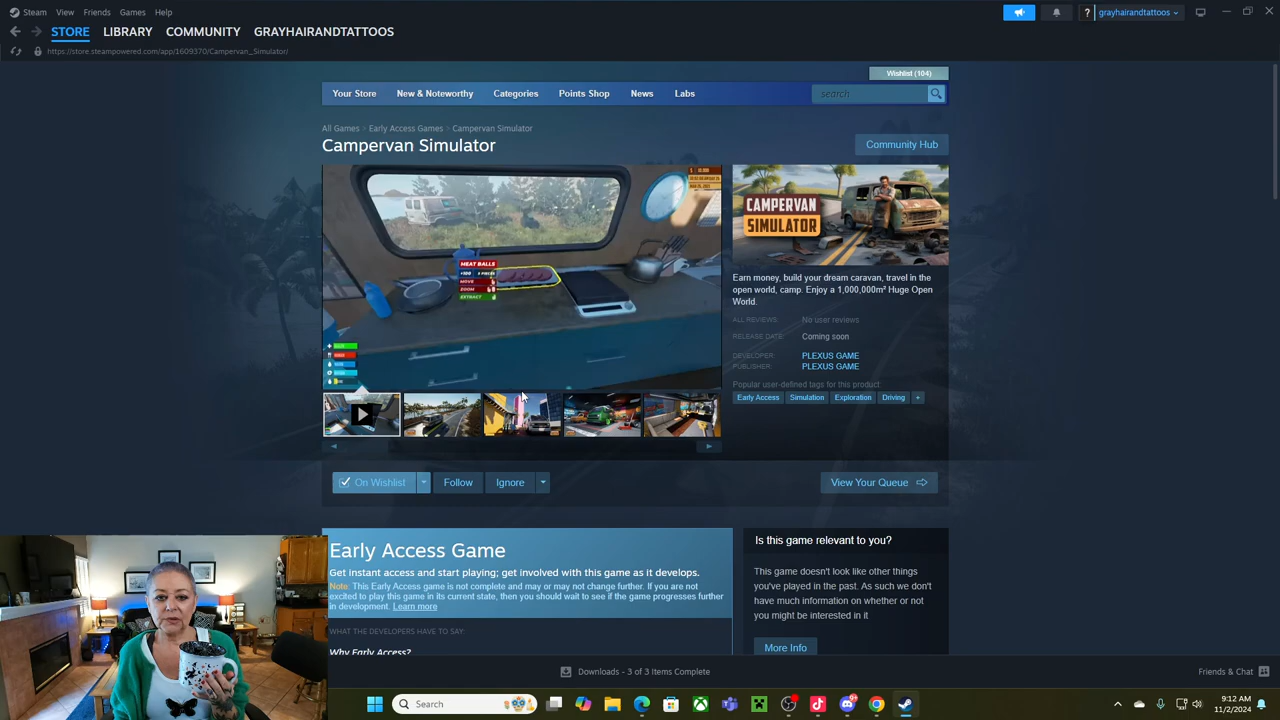 Steam View Friends Games Help
grayhairandtattoos
STORE LIBRARY COMMUNITY GRAYHAIRANDTATTOOS
https://store.steampowered.com/app/1609370/Campervan_Simulator/
Wishlist (104)
Your Store New & Noteworthy Categories Points Shop News Labs search
All Games > Early Access Games > Campervan Simulator
Campervan Simulator
Community Hub
MEAT BALLS
MOVE
ZOOM
EXTRACT
CAMPERVAN
SIMULATOR
Earn money, build your dream caravan, travel in the
open world, camp. Enjoy a 1,000,000m² Huge Open
World.
ALL REVIEWS: No user reviews
RELEASE DATE: Coming soon
DEVELOPER: PLEXUS GAME
PUBLISHER: PLEXUS GAME
Popular user-defined tags for this product:
Early Access Simulation Exploration Driving +
On Wishlist Follow Ignore View Your Queue
Early Access Game
Get instant access and start playing; get involved with this game as it develops.
Note: This Early Access game is not complete and may or may not change further. If you are not
excited to play this game in its current state, then you should wait to see if the game progresses further
in development. Learn more
WHAT THE DEVELOPERS HAVE TO SAY:
Why Early Access?
Is this game relevant to you?
This game doesn't look like other things
you've played in the past. As such we don't
have much information on whether or not
you might be interested in it
More Info
Downloads - 3 of 3 Items Complete
Friends & Chat
Search
11/2/2024